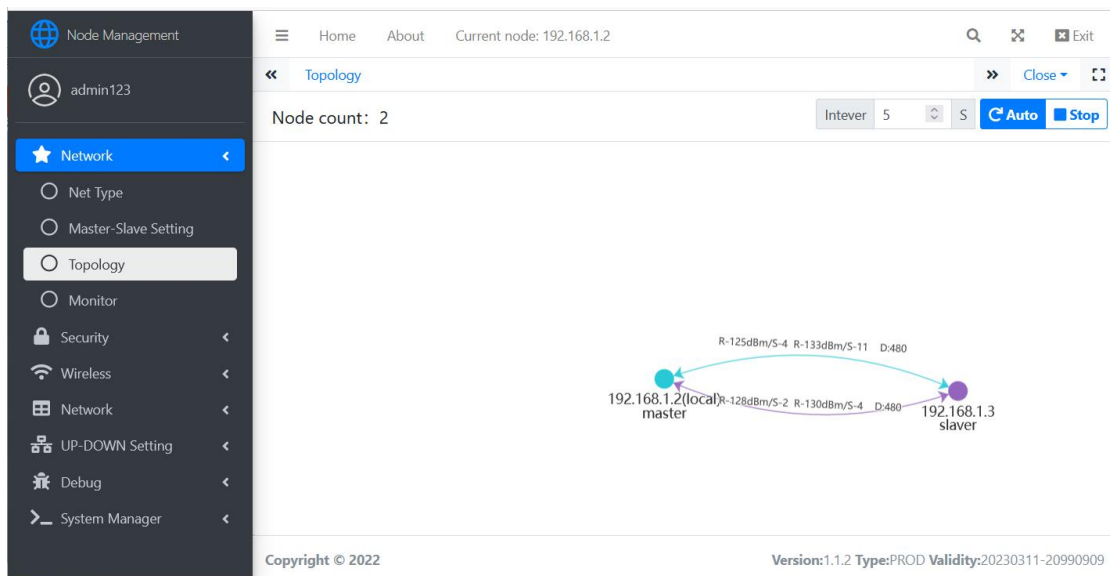 Node Management
Home About Current node: 192.168.1.2 Exit
admin123
Topology Close
Node count: 2 Intever 5 S Auto Stop
Network
Net Type
Master-Slave Setting
Topology
Monitor
Security
Wireless
Network
UP-DOWN Setting
Debug
System Manager
R-125dBm/S-4 R-133dBm/S-11 D:480
192.168.1.2(local)
master
R-128dBm/S-2 R-130dBm/S-4 D:480
192.168.1.3
slaver
Copyright © 2022 Version:1.1.2 Type:PROD Validity:20230311-20990909